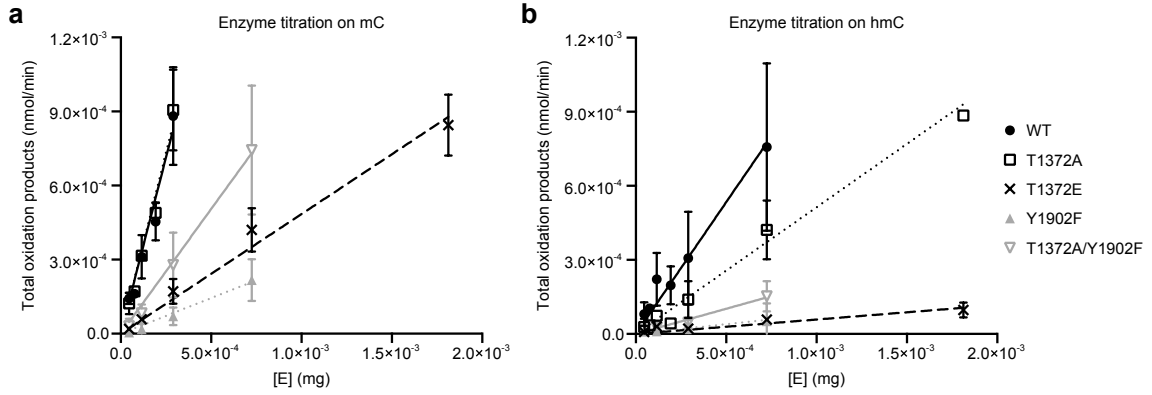 a
Enzyme titration on mC
Total oxidation products (nmol/min)
1.2×10⁻³
9.0×10⁻⁴
6.0×10⁻⁴
3.0×10⁻⁴
0.0
0.0
5.0×10⁻⁴
1.0×10⁻³
1.5×10⁻³
2.0×10⁻³
[E] (mg)
b
Enzyme titration on hmC
Total oxidation products (nmol/min)
1.2×10⁻³
9.0×10⁻⁴
6.0×10⁻⁴
3.0×10⁻⁴
0.0
0.0
5.0×10⁻⁴
1.0×10⁻³
1.5×10⁻³
2.0×10⁻³
[E] (mg)
WT
T1372A
T1372E
Y1902F
T1372A/Y1902F